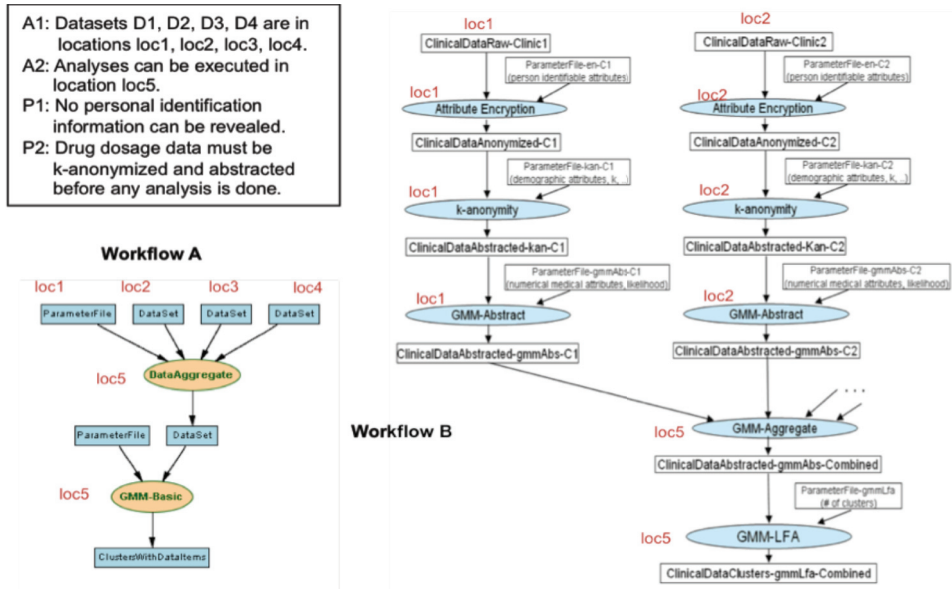 A1: Datasets D1, D2, D3, D4 are in
locations loc1, loc2, loc3, loc4.
A2: Analyses can be executed in
location loc5.
P1: No personal identification
information can be revealed.
P2: Drug dosage data must be
k-anonymized and abstracted
before any analysis is done.
Workflow A
loc1
loc2
loc3
loc4
ParameterFile
DataSet
DataSet
DataSet
loc5
DataAggregate
ParameterFile
DataSet
loc5
GMM-Basic
ClustersWithDataItems
Workflow B
loc1
ClinicalDataRaw-Clinic1
ParameterFile-en-C1
(person identifiable attributes)
loc1
Attribute Encryption
ClinicalDataAnonymized-C1
ParameterFile-kan-C1
(demographic attributes, k, ..)
loc1
k-anonymity
ClinicalDataAbstracted-kan-C1
ParameterFile-gmmAbs-C1
(numerical medical attributes, likelihood)
loc1
GMM-Abstract
ClinicalDataAbstracted-gmmAbs-C1
loc2
ClinicalDataRaw-Clinic2
ParameterFile-en-C2
(person identifiable attributes)
loc2
Attribute Encryption
ClinicalDataAnonymized-C2
ParameterFile-kan-C2
(demographic attributes, k, ...)
loc2
k-anonymity
ClinicalDataAbstracted-Kan-C2
ParameterFile-gmmAbs-C2
(numerical medical attributes, likelihood)
loc2
GMM-Abstract
ClinicalDataAbstracted-gmmAbs-C2
. . .
loc5
GMM-Aggregate
ClinicalDataAbstracted-gmmAbs-Combined
ParameterFile-gmmLfa
(# of clusters)
loc5
GMM-LFA
ClinicalDataClusters-gmmLfa-Combined